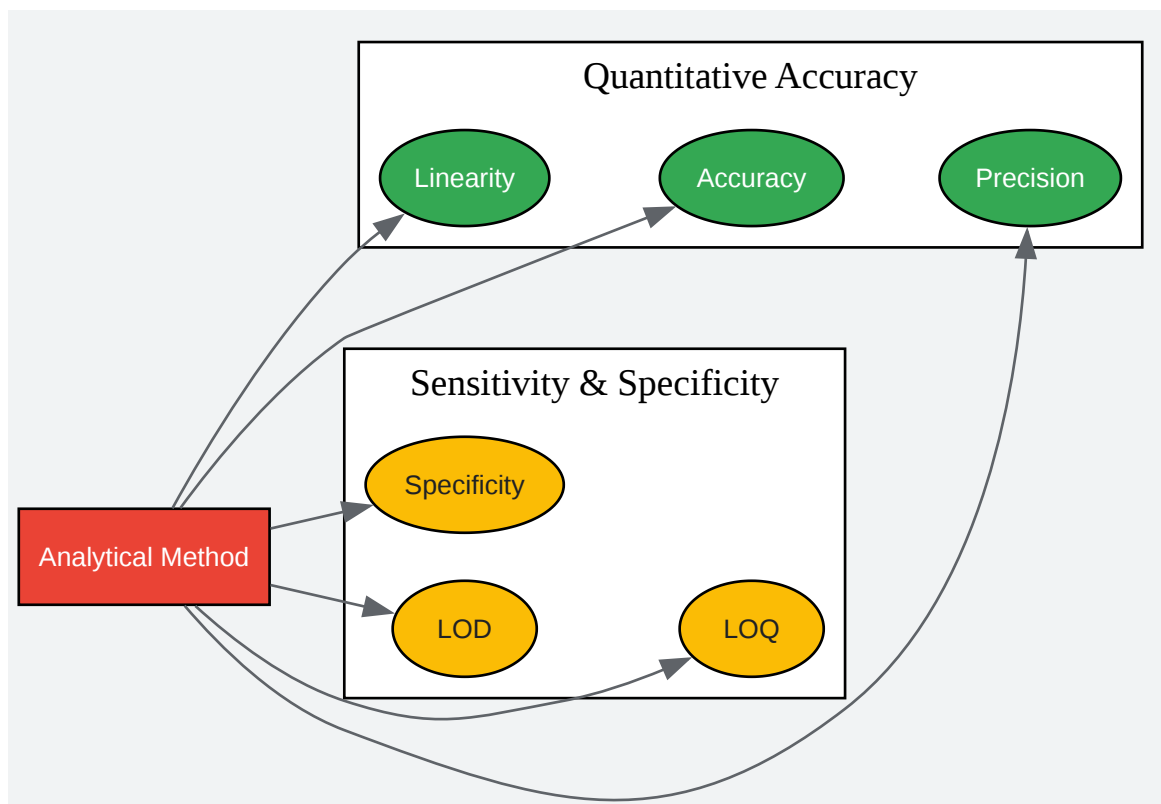 Quantitative Accuracy
Linearity
Accuracy
Precision
Sensitivity & Specificity
Specificity
Analytical Method
LOD
LOQ